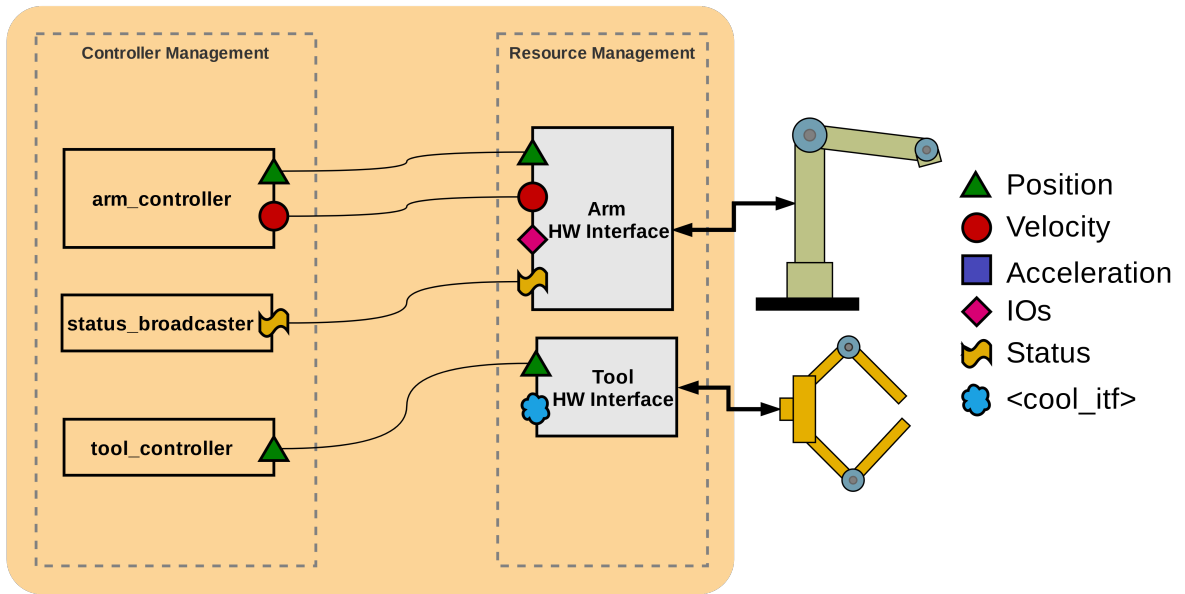 Controller Management
Resource Management
arm_controller
status_broadcaster
tool_controller
Arm
HW Interface
Tool
HW Interface
Position
Velocity
Acceleration
IOs
Status
<cool_itf>